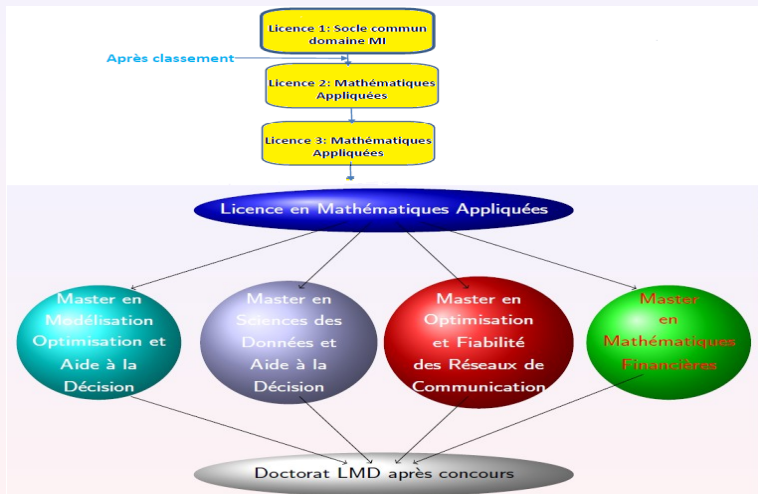 Licence 1: Socle commun
domaine MI
Après classement
Licence 2: Mathématiques
Appliquées
Licence 3: Mathématiques
Appliquées
Licence en Mathématiques Appliquées
Master en
Modélisation
Optimisation et
Aide à la
Décision
Master en
Sciences des
Données et
Aide à la
Décision
Master en
Optimisation
et Fiabilité
des Réseaux de
Communication
Master
en
Mathématiques
Financières
Doctorat LMD après concours